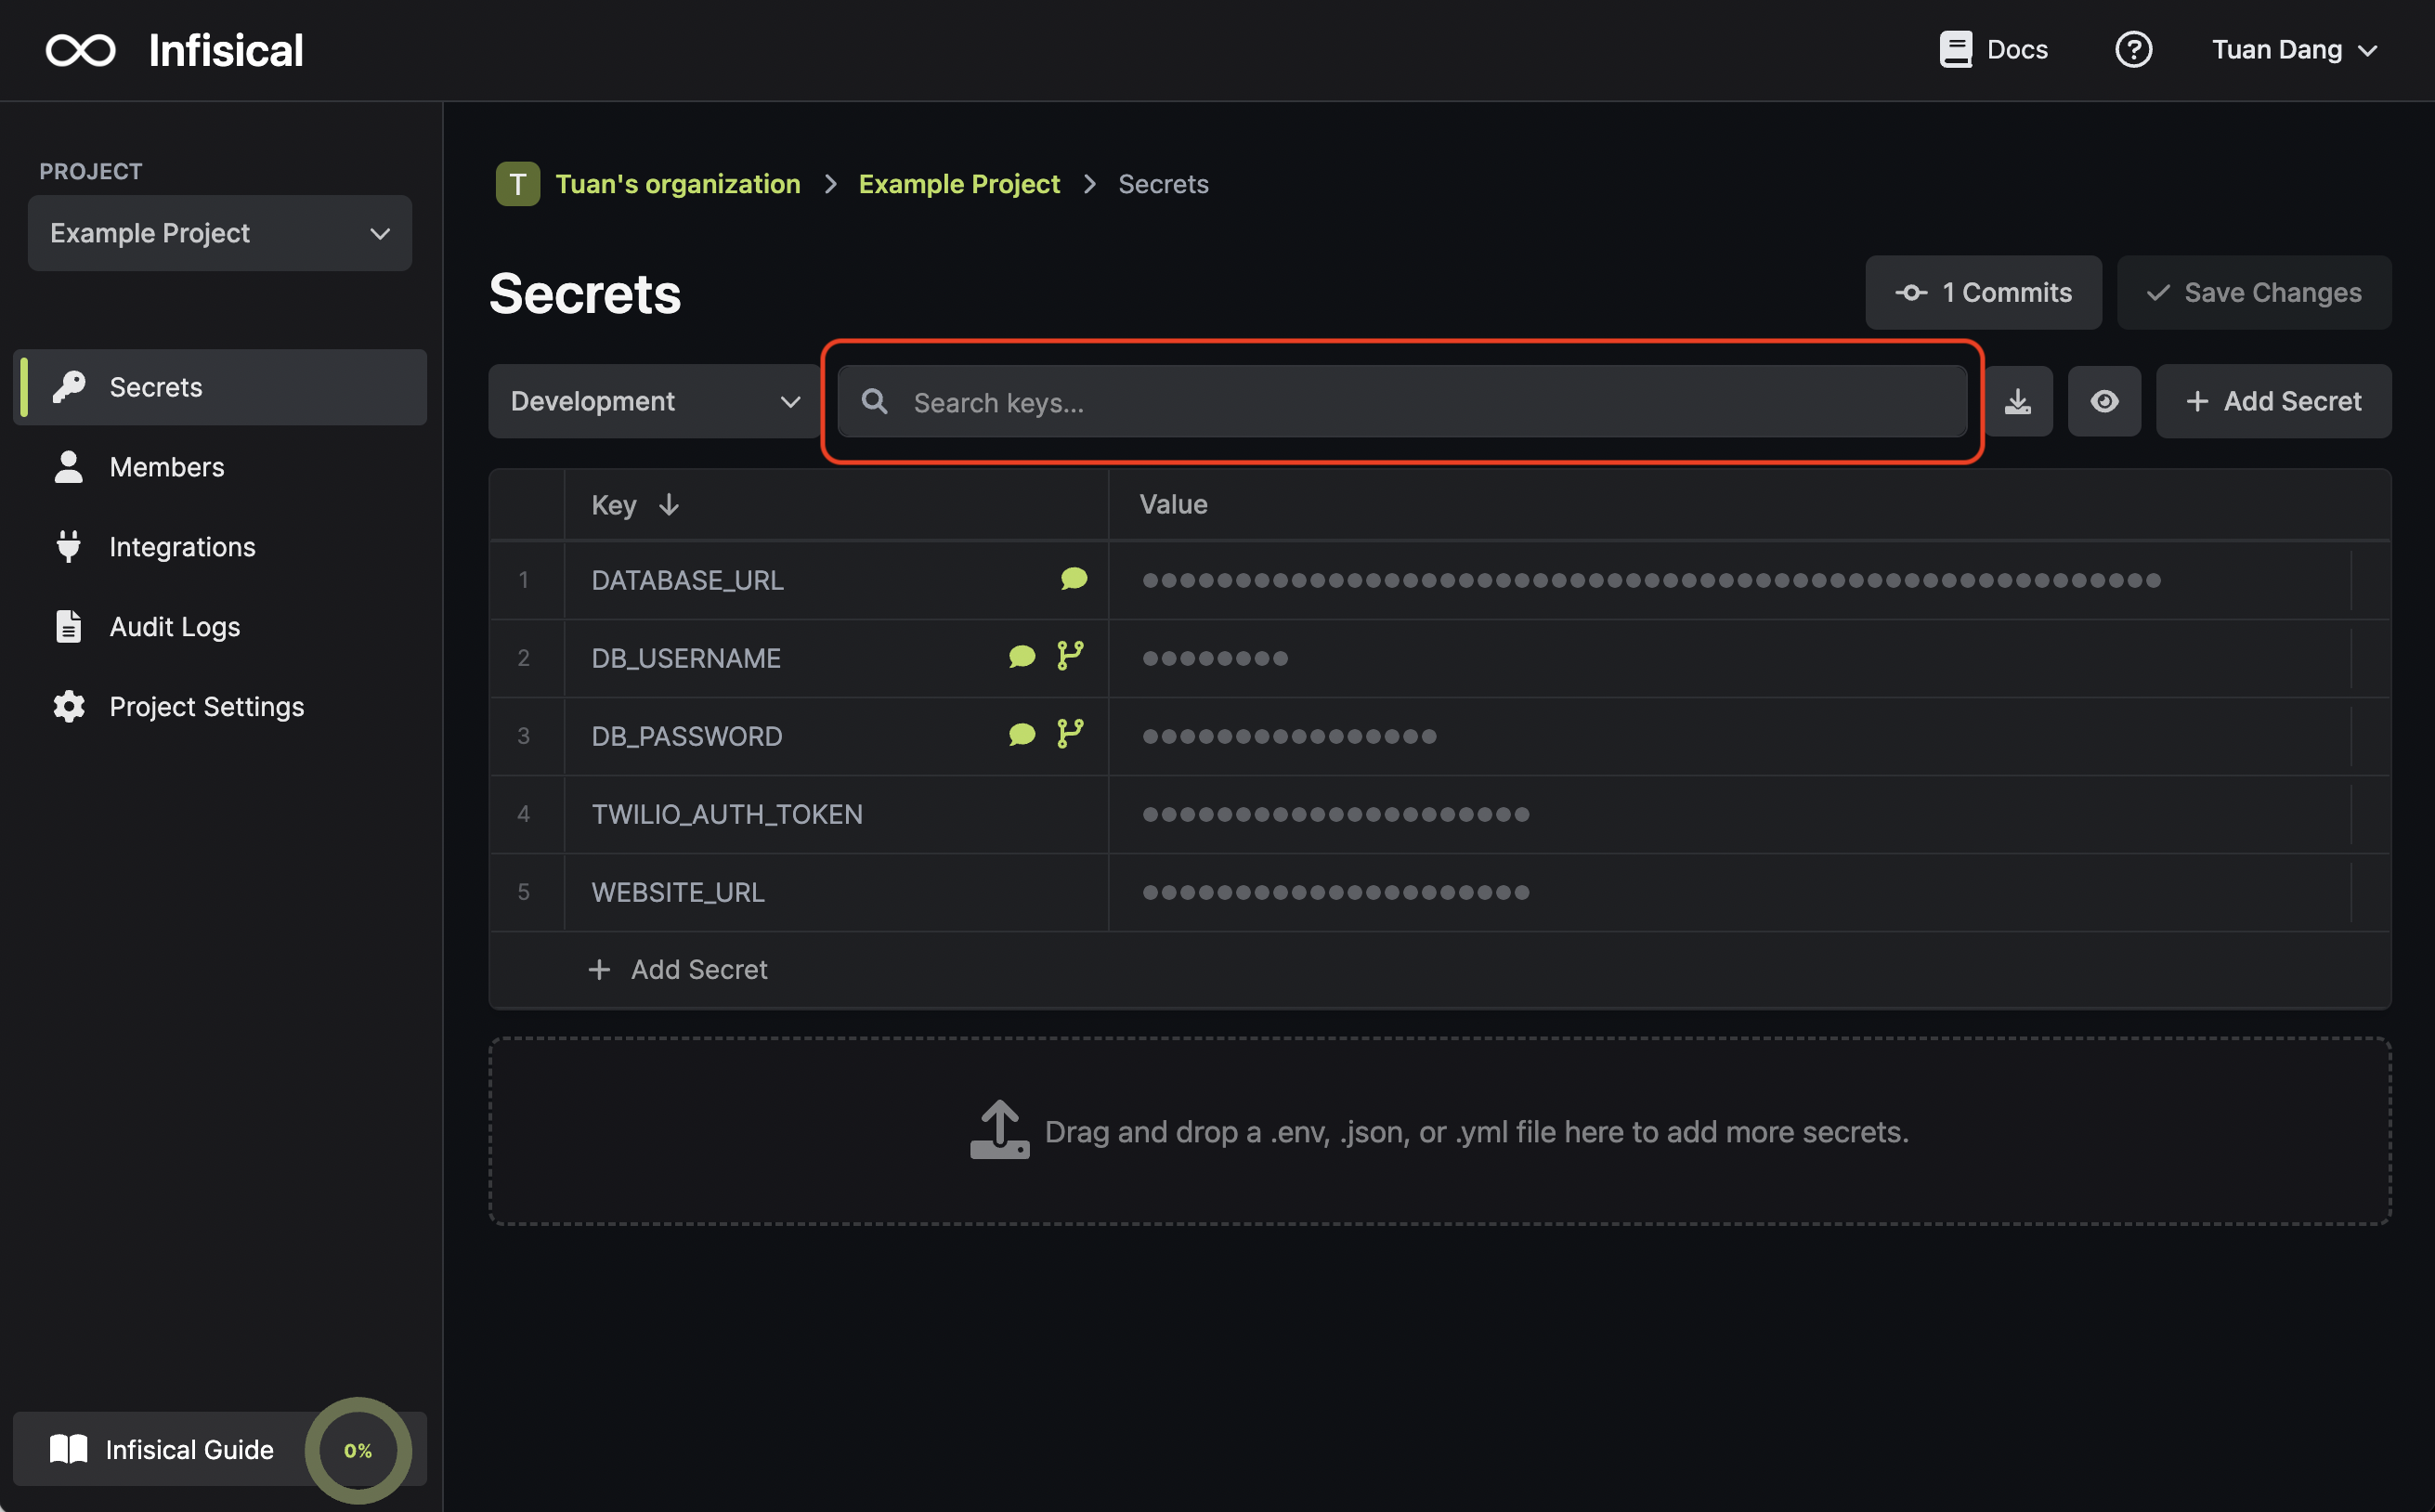 Infisical
Docs
?
Tuan Dang
PROJECT
Example Project
Secrets
Members
Integrations
Audit Logs
Project Settings
Infisical Guide
0%
T Tuan's organization > Example Project > Secrets
Secrets
1 Commits
Save Changes
Development
Search keys...
+ Add Secret
Key ↓ Value
1 DATABASE_URL ●●●●●●●●●●●●●●●●●●●●●●●●●●●●●●●●●●●●●●●●●●●●●●●●●●●●●●●
2 DB_USERNAME ●●●●●●●●
3 DB_PASSWORD ●●●●●●●●●●●●●●●●
4 TWILIO_AUTH_TOKEN ●●●●●●●●●●●●●●●●●●●●●
5 WEBSITE_URL ●●●●●●●●●●●●●●●●●●●●●
+ Add Secret
Drag and drop a .env, .json, or .yml file here to add more secrets.